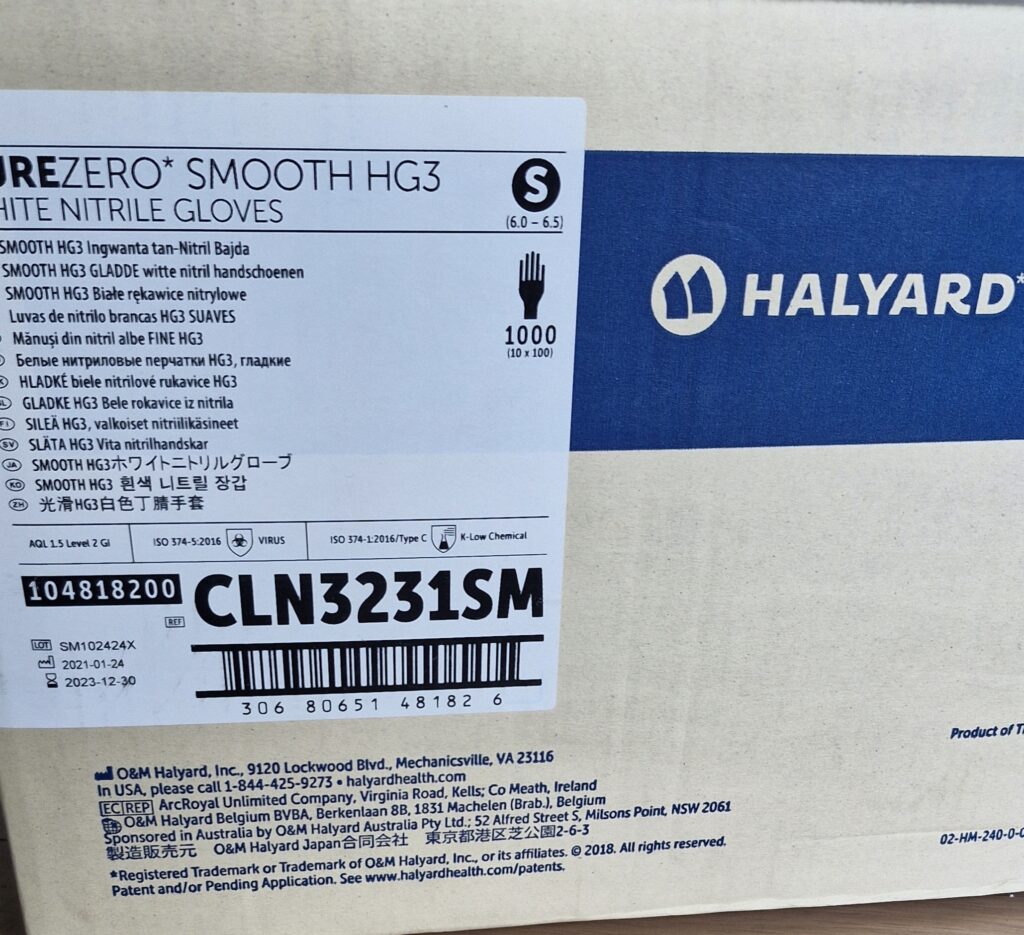 UREZERO* SMOOTH HG3
HITE NITRILE GLOVES
S
(6.0 – 6.5)
SMOOTH HG3 Ingwanta tan-Nitril Bajda
SMOOTH HG3 GLADDE witte nitril handschoenen
SMOOTH HG3 Białe rękawice nitrylowe
Luvas de nitrilo brancas HG3 SUAVES
Mănuși din nitril albe FINE HG3
Белые нитриловые перчатки HG3, гладкие
HLADKÉ biele nitrilové rukavice HG3
GLADKE HG3 Bele rokavice iz nitrila
FI SILEÄ HG3, valkoiset nitriilikäsineet
SV SLÄTA HG3 Vita nitrilhandskar
JA SMOOTH HG3ホワイトニトリルグローブ
KO SMOOTH HG3 흰색 니트릴 장갑
ZH 光滑HG3白色丁腈手套
1000
(10 x 100)
HALYARD*
AQL 1.5 Level 2 GI
ISO 374-5:2016 VIRUS
ISO 374-1:2016/Type C K-Low Chemical
104818200
REF CLN3231SM
LOT SM102424X
2021-01-24
2023-12-30
306 80651 48182 6
Product of T
O&M Halyard, Inc., 9120 Lockwood Blvd., Mechanicsville, VA 23116
In USA, please call 1-844-425-9273 • halyardhealth.com
EC REP ArcRoyal Unlimited Company, Virginia Road, Kells; Co Meath, Ireland
O&M Halyard Belgium BVBA, Berkenlaan 8B, 1831 Machelen (Brab.), Belgium
Sponsored in Australia by O&M Halyard Australia Pty Ltd.; 52 Alfred Street S, Milsons Point, NSW 2061
製造販売元 O&M Halyard Japan合同会社 東京都港区芝公園2-6-3
*Registered Trademark or Trademark of O&M Halyard, Inc., or its affiliates. © 2018. All rights reserved.
Patent and/or Pending Application. See www.halyardhealth.com/patents.
02-HM-240-0-0